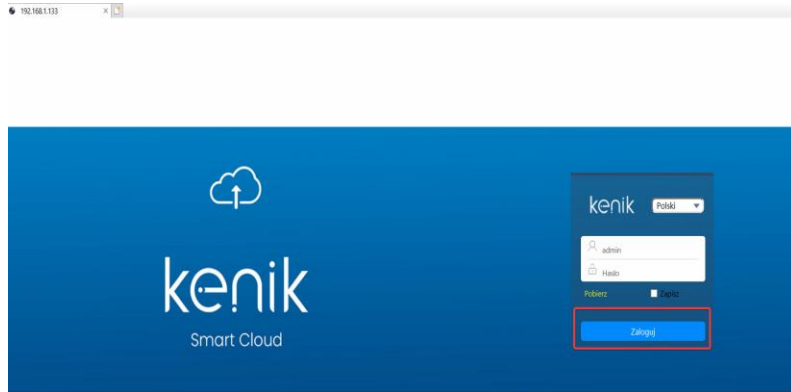 192.168.1.133
kenik
Smart Cloud
kenik Polski
admin
Hasło
Pobierz Zapisz
Zaloguj